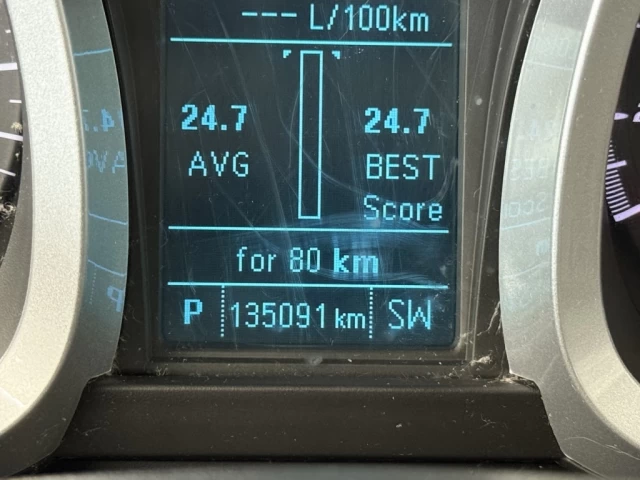 --- L/100km
24.7 24.7
AVG BEST
Score
for 80 km
P 135091 km SW